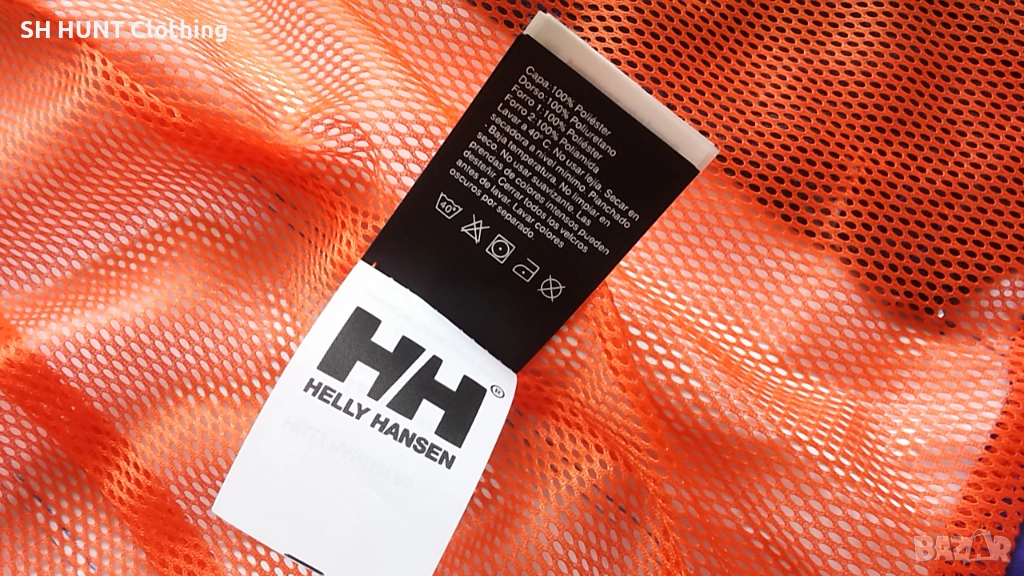 SH HUNT Clothing
Capa:100% Poliéster
Dorso:100% poliuretano
Forro 1:100% Poliéster
Forro 2:100% Poliamida,
Lavar a 40°C. No usar lejia. Secar en
secadora a nivel minimo. Planchado
Baja temperatura. No limpiar en
seco. No usar suavizante. Las
prendas de colores intensos Pueden
desteñir. Cerrar todos los velcros
antes de lavar. Lavar colores
oscuros por separado.
40
HH®
HELLY HANSEN
BAZAR